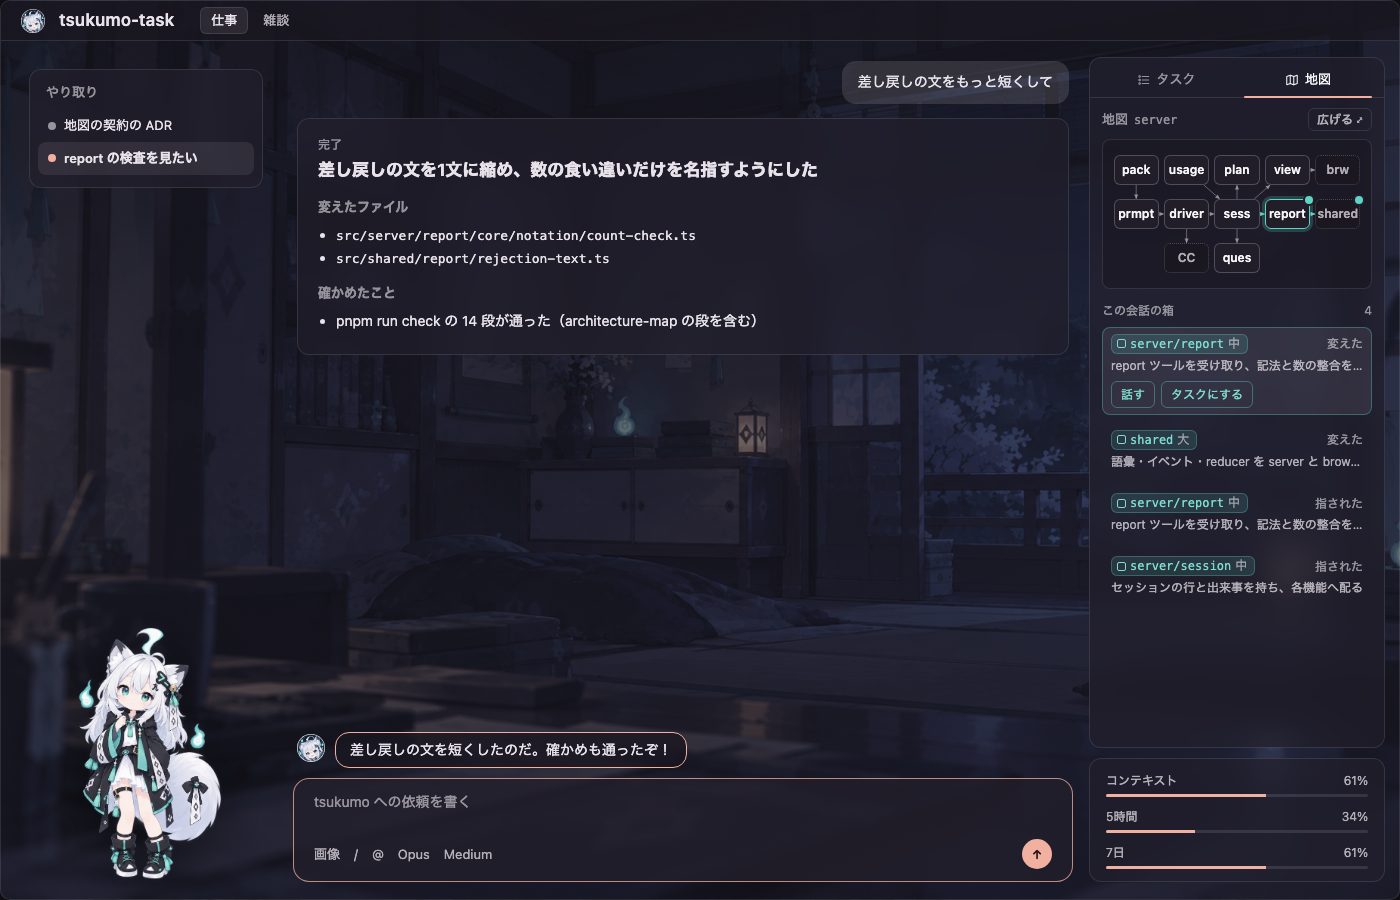 tsukumo-task
仕事
雑談
やり取り
地図の契約の ADR
report の検査を見たい
差し戻しの文をもっと短くして
完了
差し戻しの文を1文に縮め、数の食い違いだけを名指すようにした
変えたファイル
src/server/report/core/notation/count-check.ts
src/shared/report/rejection-text.ts
確かめたこと
pnpm run check の 14 段が通った（architecture-map の段を含む）
差し戻しの文を短くしたのだ。確かめも通ったぞ！
tsukumo への依頼を書く
画像 / @ Opus Medium
タスク
地図
地図 server
広げる
pack usage plan view brw
prmpt driver sess report shared
CC ques
この会話の箱 4
server/report 中 変えた
report ツールを受け取り、記法と数の整合を…
話す タスクにする
shared 大 変えた
語彙・イベント・reducer を server と brow…
server/report 中 指された
report ツールを受け取り、記法と数の整合を…
server/session 中 指された
セッションの行と出来事を持ち、各機能へ配る
コンテキスト 61%
5時間 34%
7日 61%